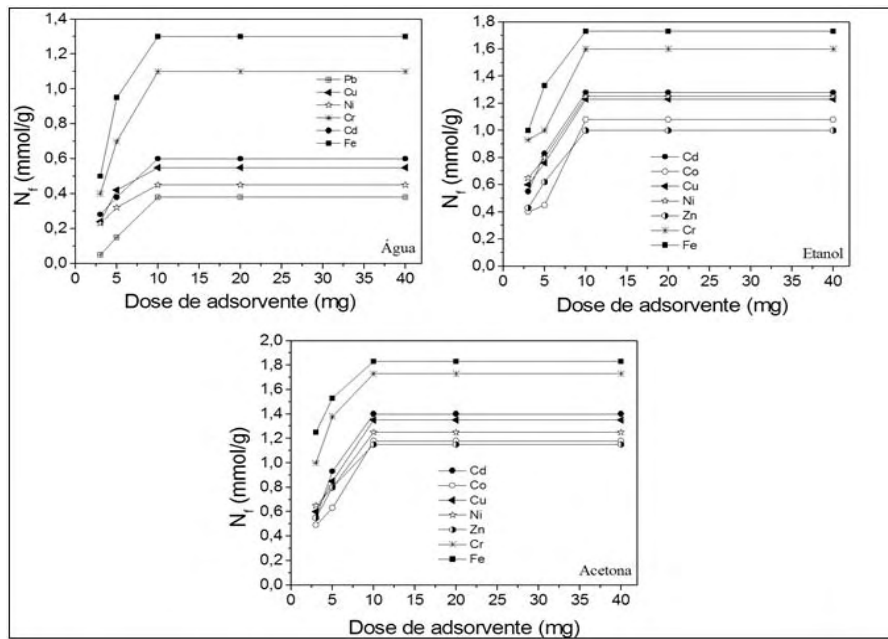 1,4
1,2
1,0
0,8
0,6
0,4
0,2
0,0
N_f (mmol/g)
Pb
Cu
Ni
Cr
Cd
Fe
Água
0 5 10 15 20 25 30 35 40
Dose de adsorvente (mg)
1,8
1,6
1,4
1,2
1,0
0,8
0,6
0,4
0,2
0,0
N_f (mmol/g)
Cd
Co
Cu
Ni
Zn
Cr
Fe
Etanol
0 5 10 15 20 25 30 35 40
Dose de adsorvente (mg)
2,0
1,8
1,6
1,4
1,2
1,0
0,8
0,6
0,4
0,2
0,0
N_f (mmol/g)
Cd
Co
Cu
Ni
Zn
Cr
Fe
Acetona
0 5 10 15 20 25 30 35 40
Dose de adsorvente (mg)